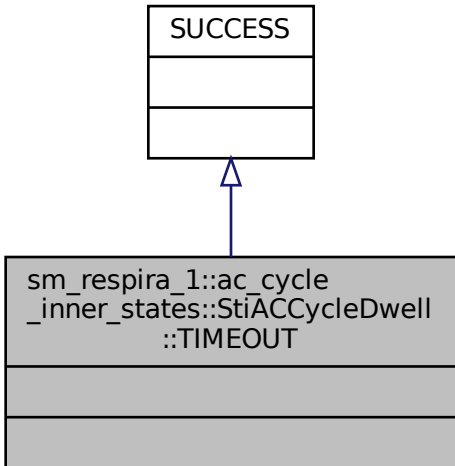 SUCCESS
sm_respira_1::ac_cycle
_inner_states::StiACCycleDwell
::TIMEOUT